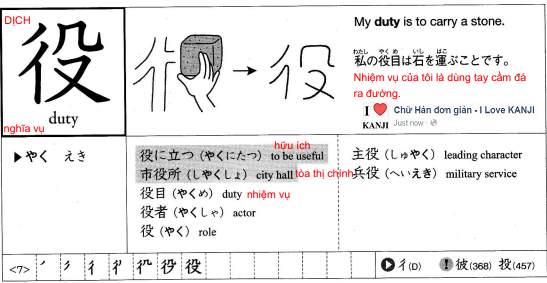 DỊCH
役
duty
nghĩa vụ
My duty is to carry a stone.
わたし やく め いし はこ
私の役目は石を運ぶことです。
Nhiệm vụ của tôi là dùng tay cầm đá
ra đường.
I ❤
KANJI
Chữ Hán đơn giản - I Love KANJI
Just now
▶やく えき
hữu ích
役に立つ (やくにたつ) to be useful
市役所 (しやくしょ) city hall tòa thị chính
役目 (やくめ) duty nhiệm vụ
役者 (やくしゃ) actor
役 (やく) role
主役 (しゅやく) leading character
兵役 (へいえき) military service
<7>
役
彳(D) 彼(368) 投(457)